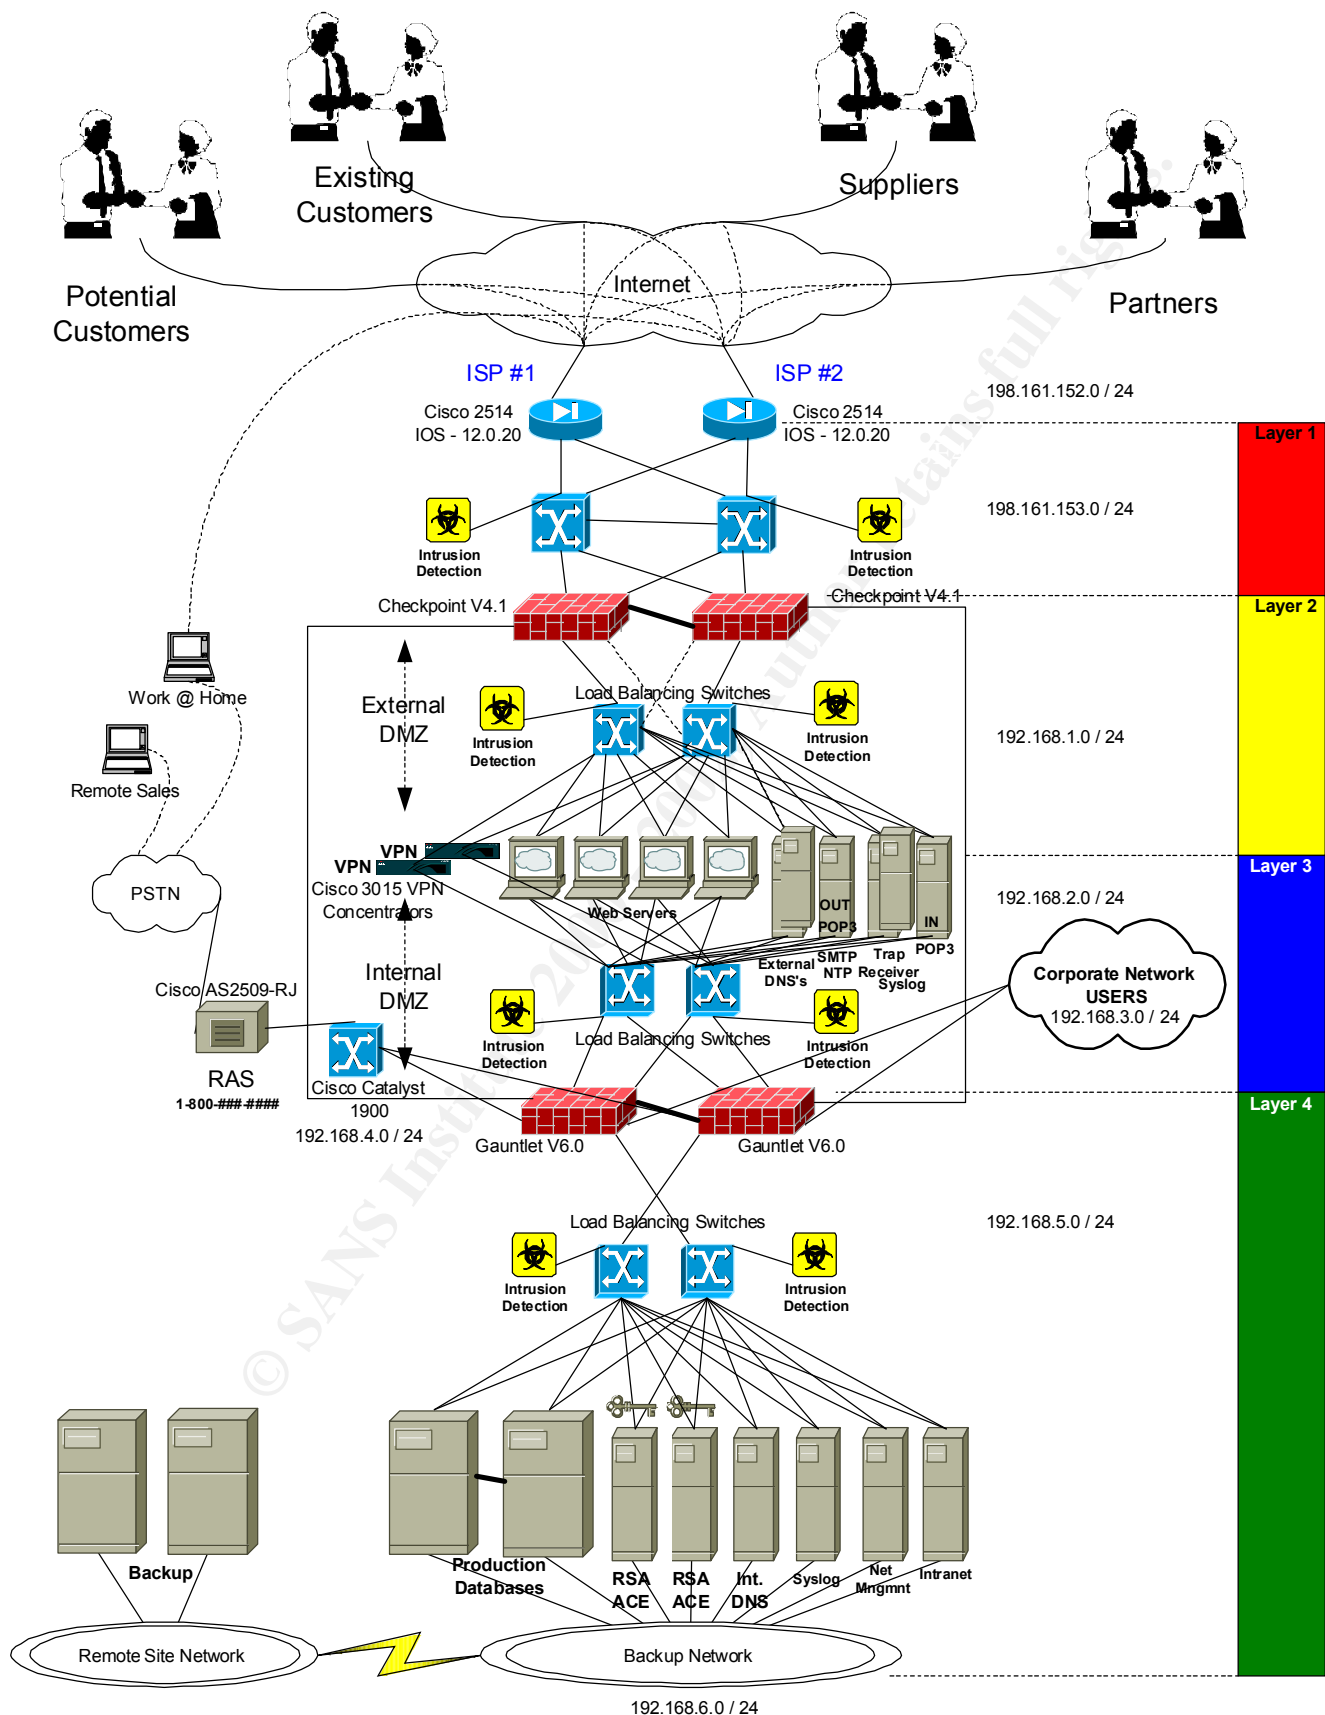 Existing
Customers
Suppliers
Potential
Customers
Internet
Partners
ISP #1
ISP #2
198.161.152.0 / 24
Cisco 2514
IOS - 12.0.20
Cisco 2514
IOS - 12.0.20
Layer 1
198.161.153.0 / 24
Intrusion
Detection
Intrusion
Detection
Checkpoint V4.1
Checkpoint V4.1
Layer 2
Work @ Home
External
DMZ
Load Balancing Switches
Intrusion
Detection
Intrusion
Detection
192.168.1.0 / 24
Remote Sales
VPN
VPN
Cisco 3015 VPN
Concentrators
Web Servers
OUT
POP3
IN
POP3
External
DNS's
SMTP
NTP
Trap
Receiver
Syslog
Layer 3
192.168.2.0 / 24
PSTN
Corporate Network
USERS
192.168.3.0 / 24
Internal
DMZ
Cisco AS2509-RJ
RAS
1-800-###-####
Intrusion
Detection
Load Balancing Switches
Intrusion
Detection
Cisco Catalyst
1900
192.168.4.0 / 24
Layer 4
Gauntlet V6.0
Gauntlet V6.0
Load Balancing Switches
192.168.5.0 / 24
Intrusion
Detection
Intrusion
Detection
Backup
Production
Databases
RSA
ACE
RSA
ACE
Int.
DNS
Syslog
Net
Mngmnt
Intranet
Remote Site Network
Backup Network
192.168.6.0 / 24
© SANS Institu
200
Author retains full rights.